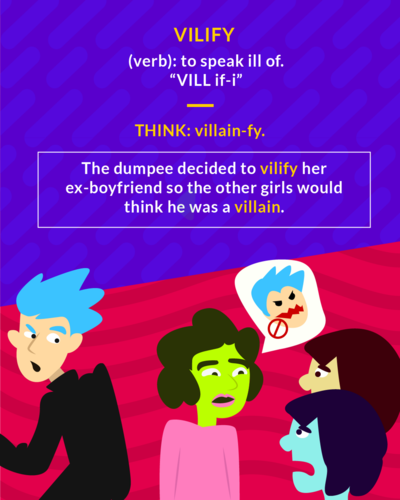 VILIFY
(verb): to speak ill of.
“VILL if-i”
THINK: villain-fy.
The dumpee decided to vilify her
ex-boyfriend so the other girls would
think he was a villain.